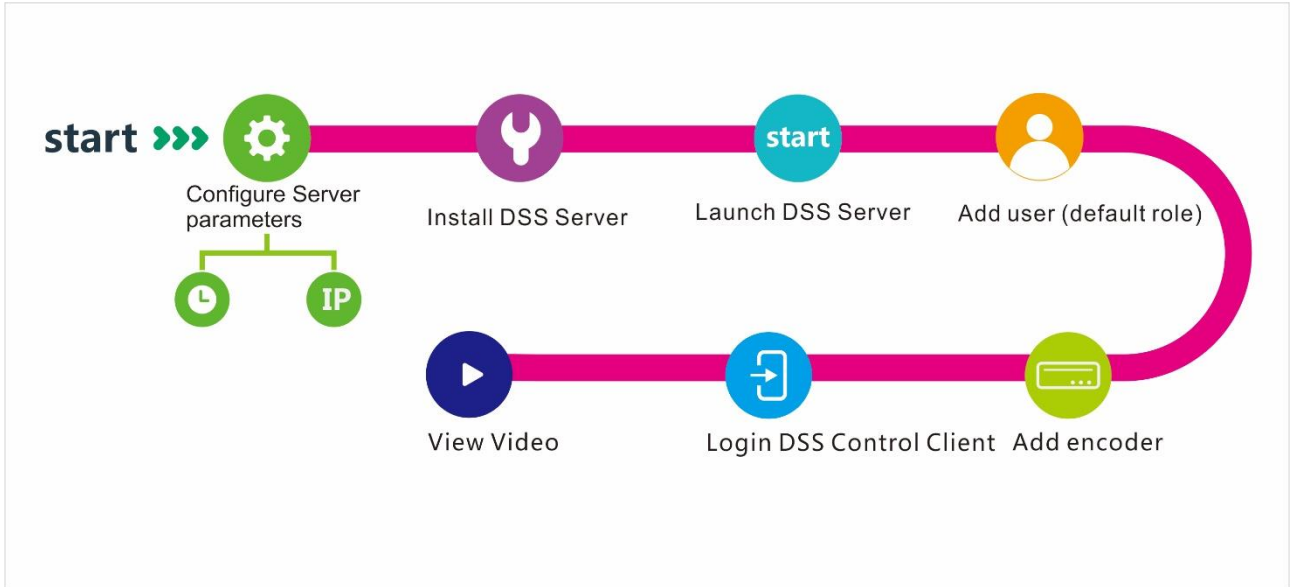 start
start
Configure Server
parameters
Install DSS Server
Launch DSS Server
Add user (default role)
IP
View Video
Login DSS Control Client
Add encoder